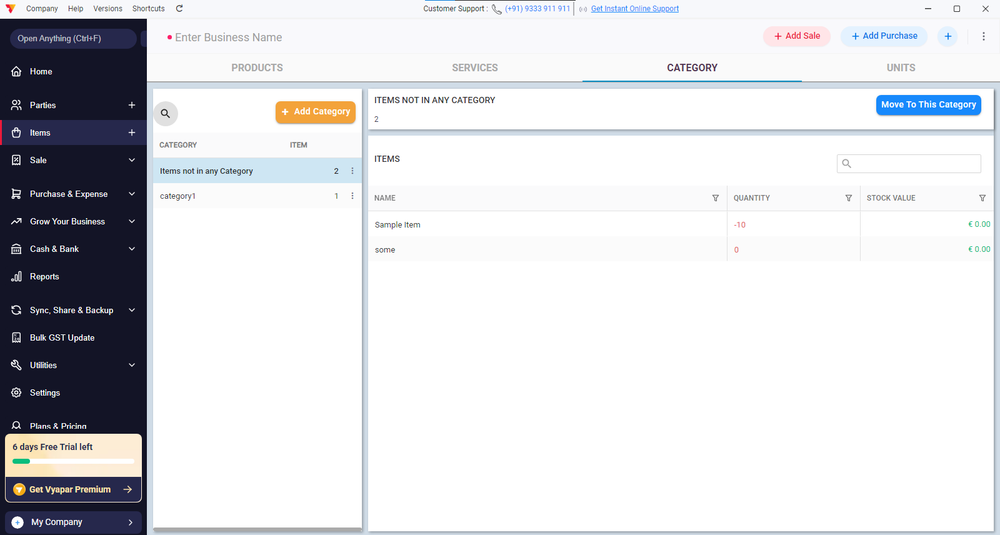 Company Help Versions Shortcuts
Customer Support : (+91) 9333 911 911 Get Instant Online Support
Open Anything (Ctrl+F)
Enter Business Name
+ Add Sale
+ Add Purchase
Home
Parties
Items
Sale
Purchase & Expense
Grow Your Business
Cash & Bank
Reports
Sync, Share & Backup
Bulk GST Update
Utilities
Settings
Plans & Pricing
6 days Free Trial left
Get Vyapar Premium
My Company
PRODUCTS SERVICES CATEGORY UNITS
+ Add Category
CATEGORY ITEM
Items not in any Category 2
category1 1
ITEMS NOT IN ANY CATEGORY
2
Move To This Category
ITEMS
NAME QUANTITY STOCK VALUE
Sample Item -10 € 0.00
some 0 € 0.00